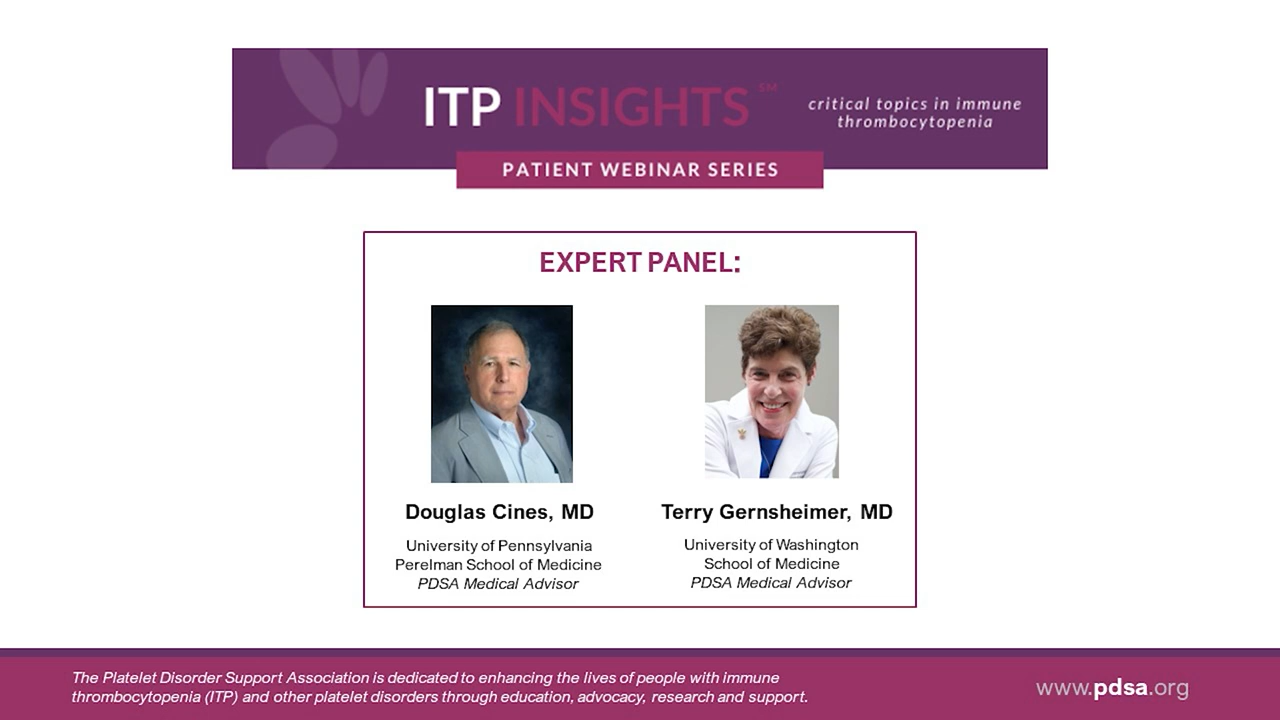 ITP INSIGHTS SM
critical topics in immune
thrombocytopenia
PATIENT WEBINAR SERIES
EXPERT PANEL:
Douglas Cines, MD
University of Pennsylvania
Perelman School of Medicine
PDSA Medical Advisor
Terry Gernsheimer, MD
University of Washington
School of Medicine
PDSA Medical Advisor
The Platelet Disorder Support Association is dedicated to enhancing the lives of people with immune
thrombocytopenia (ITP) and other platelet disorders through education, advocacy, research and support.
www.pdsa.org